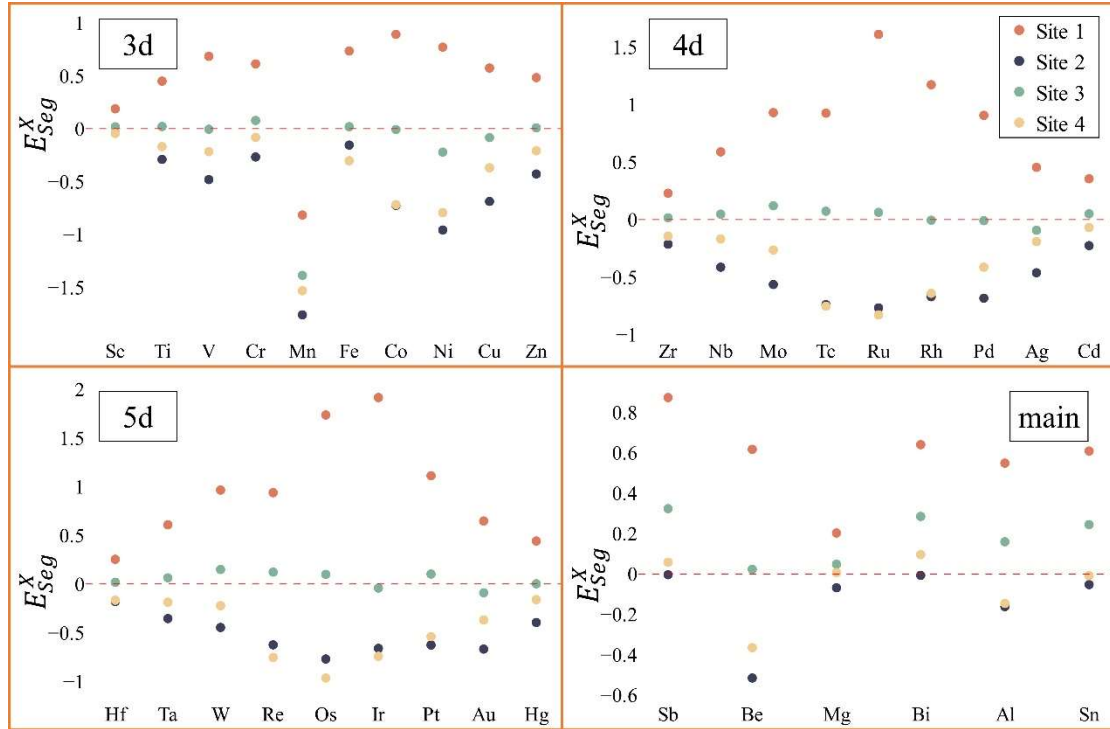 3d
1
0.5
0
−0.5
−1
−1.5
E_Seg^X
Sc Ti V Cr Mn Fe Co Ni Cu Zn
4d
Site 1
Site 2
Site 3
Site 4
1.5
1
0.5
0
−0.5
−1
E_Seg^X
Zr Nb Mo Tc Ru Rh Pd Ag Cd
5d
2
1.5
1
0.5
0
−0.5
−1
E_Seg^X
Hf Ta W Re Os Ir Pt Au Hg
main
0.8
0.6
0.4
0.2
0
−0.2
−0.4
−0.6
E_Seg^X
Sb Be Mg Bi Al Sn